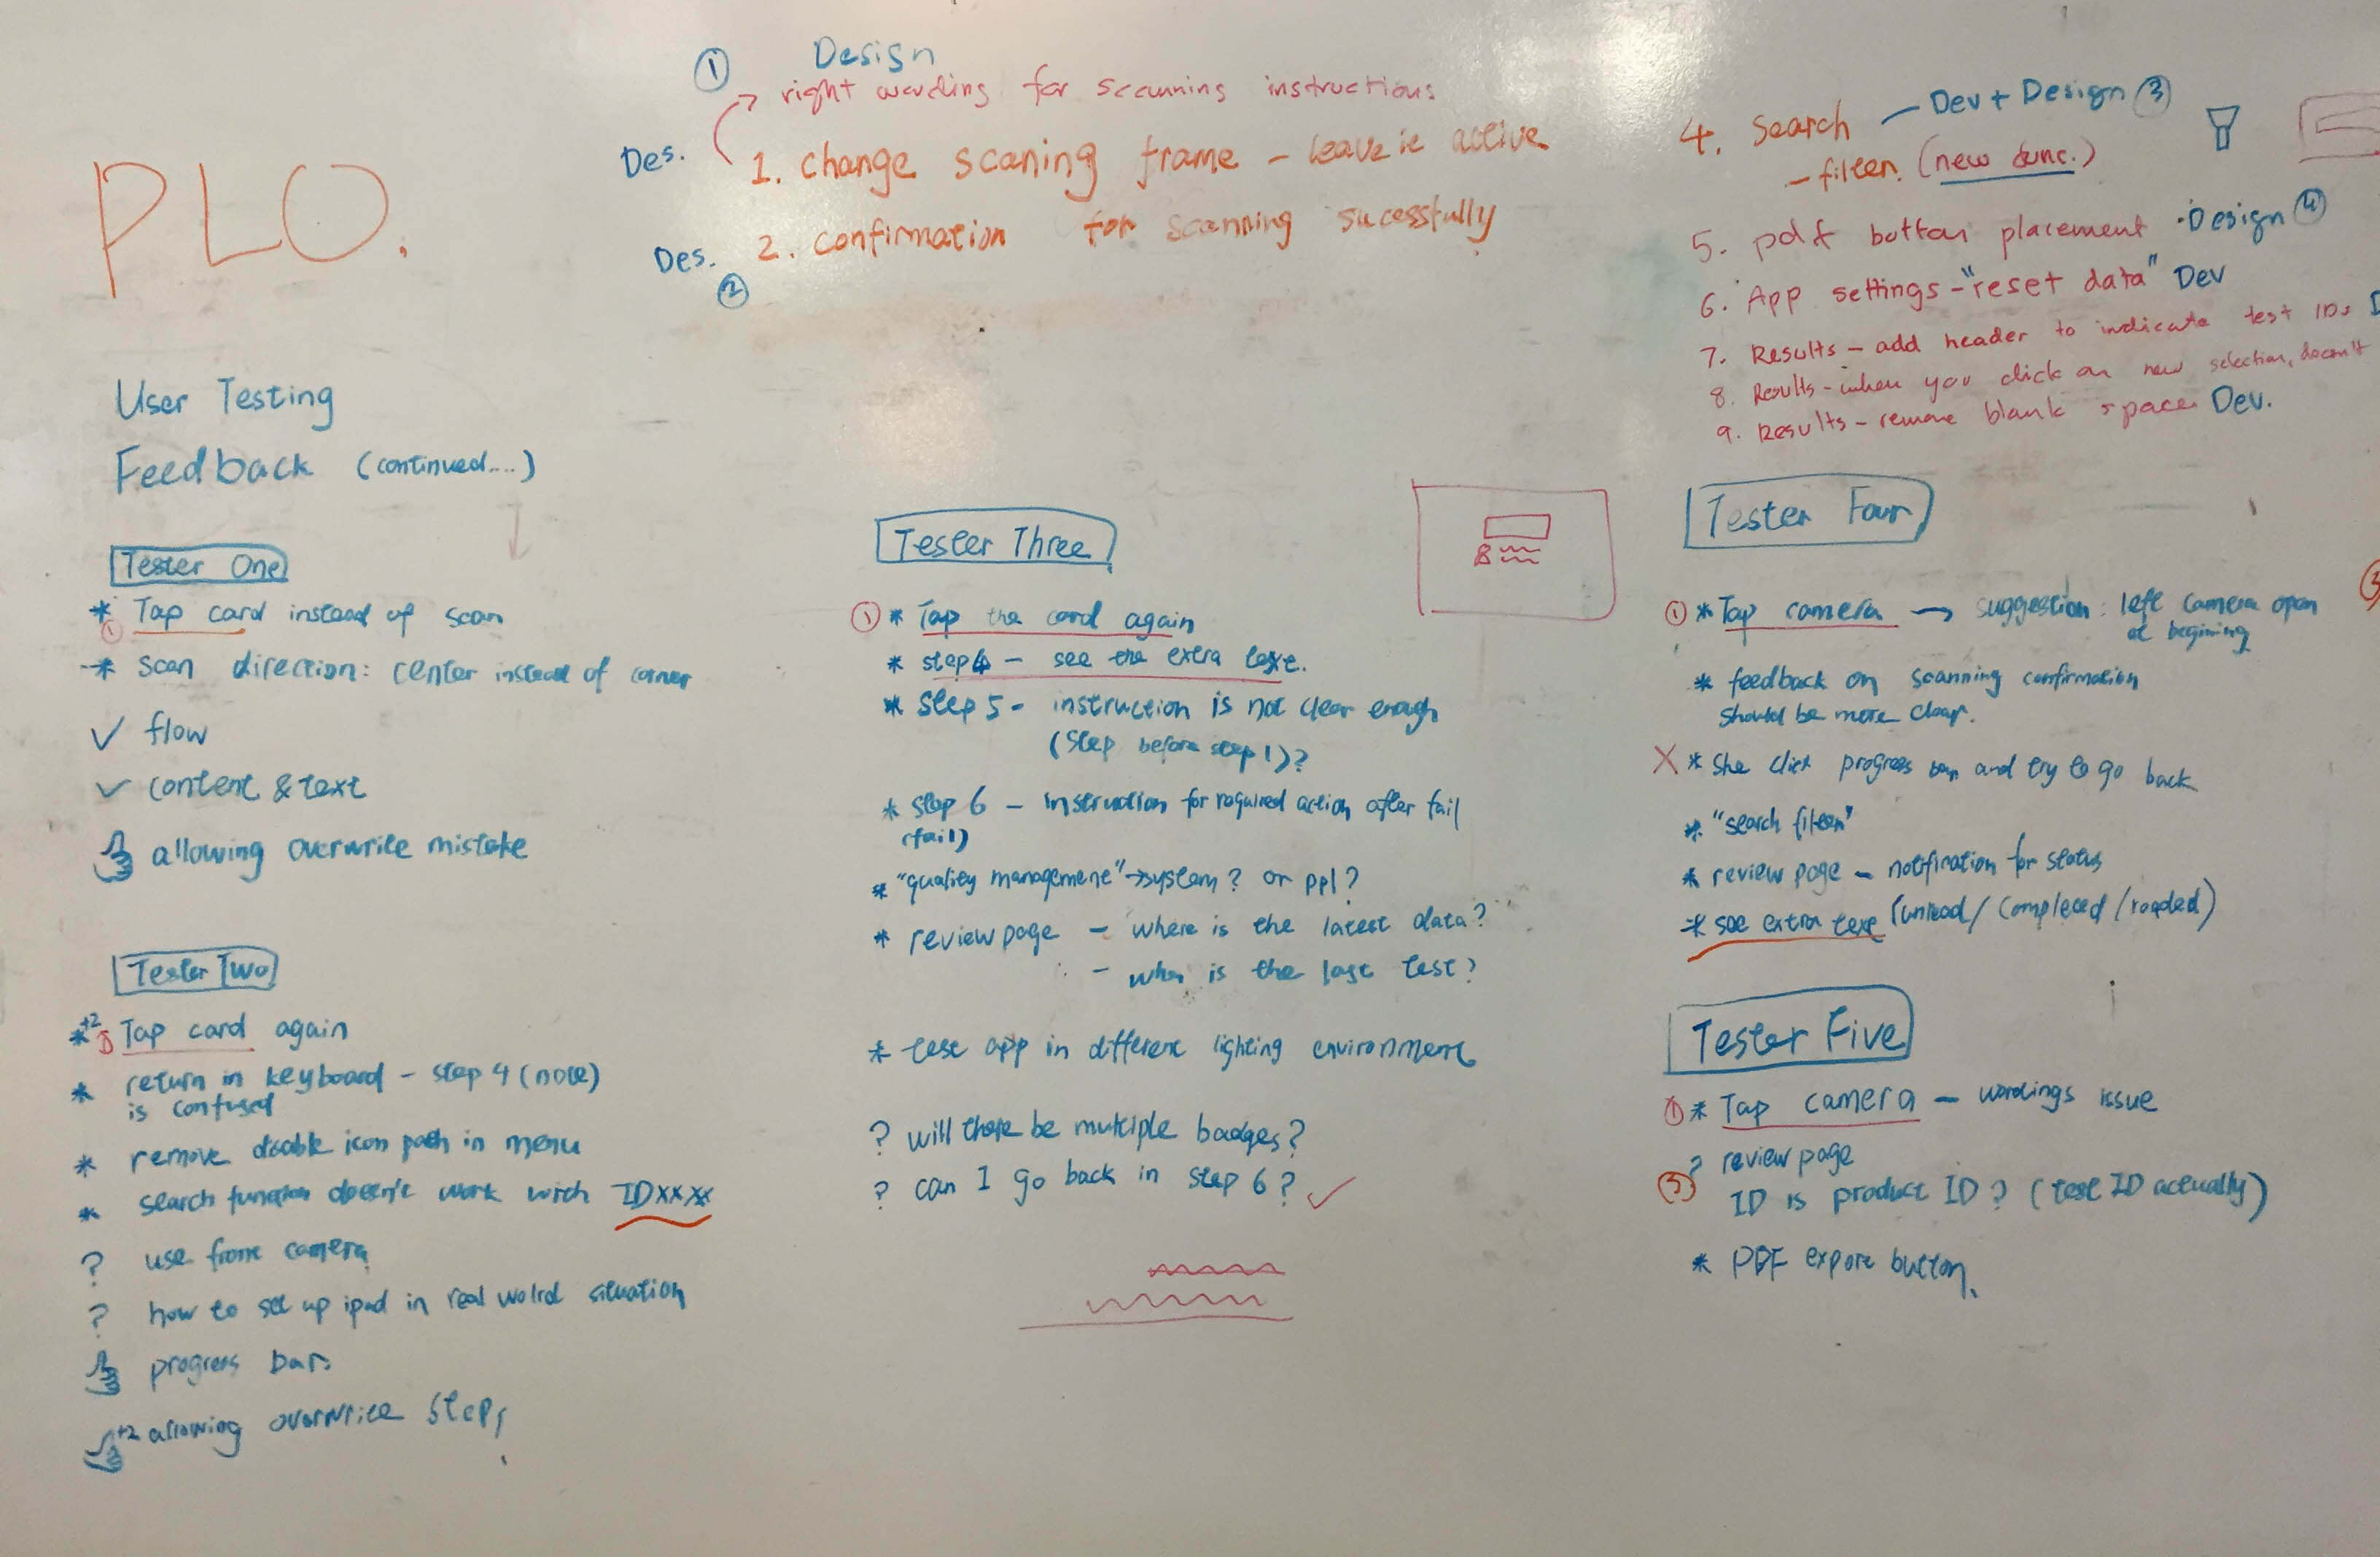 PLO.
① Design
right wording for scanning instructions
Des. 1. change scaning frame - leave it active
Des. 2. confirmation for scanning sucessfully
②
4. Search - Dev + Design ③
- filter. (new func.)
5. pdf button placement - Design ④
6. App settings - "reset data" Dev
7. Results - add header to indicate test IDs
8. Results - when you click on new selection, doesn't
9. Results - remove blank space Dev.
User Testing
Feedback (continued....)
Tester One
* Tap card instead of scan
①
* scan direction: center instead of corner
✓ flow
✓ content & text
allowing overwrite mistake
Tester Two
*+2 ① Tap card again
* return in keyboard - step 4 (note)
is confused
* remove disable icon path in menu
* search function doesn't work with IDxxxx
? use front camera
? how to set up ipad in real wolrd situation
progress bar.
+2 allowing overwrite steps
Tester Three
① * Tap the card again
* step 4 - see the extra text.
* Step 5 - instruction is not clear enough
(step before step 1)?
* step 6 - instruction for required action after fail
(fail)
* "quality management" → system? or ppl?
* review page - where is the latest data?
- when is the last test?
* test app in different lighting environment
? will there be multiple badges?
? can I go back in step 6? ✓
8
Tester Four
① * Tap camera → suggestion: left camera open
at begining
* feedback on scanning confirmation
should be more clear.
X * she click progress bar and try to go back
* "search filter"
* review page - notification for status
* see extra text (unread / completed / readed)
Tester Five
① * Tap camera - wordings issue
? review page
⑤ ID is product ID? (test ID actually)
* PDF export button.